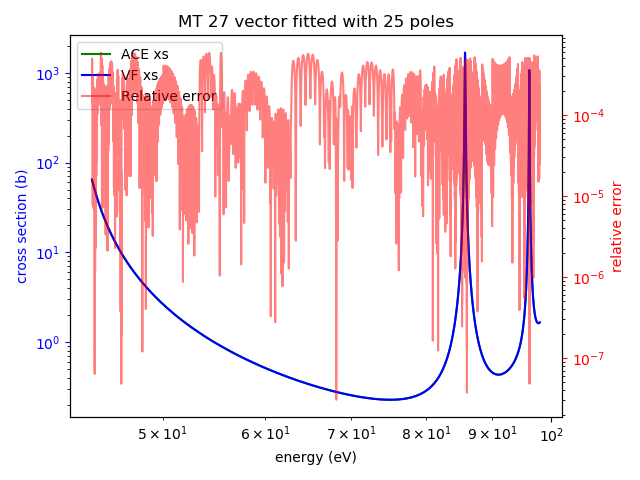 MT 27 vector fitted with 25 poles
ACE xs
VF xs
Relative error
cross section (b)
10³
10²
10¹
10⁰
relative error
10⁻⁴
10⁻⁵
10⁻⁶
10⁻⁷
5 × 10¹ 6 × 10¹ 7 × 10¹ 8 × 10¹ 9 × 10¹ 10²
energy (eV)